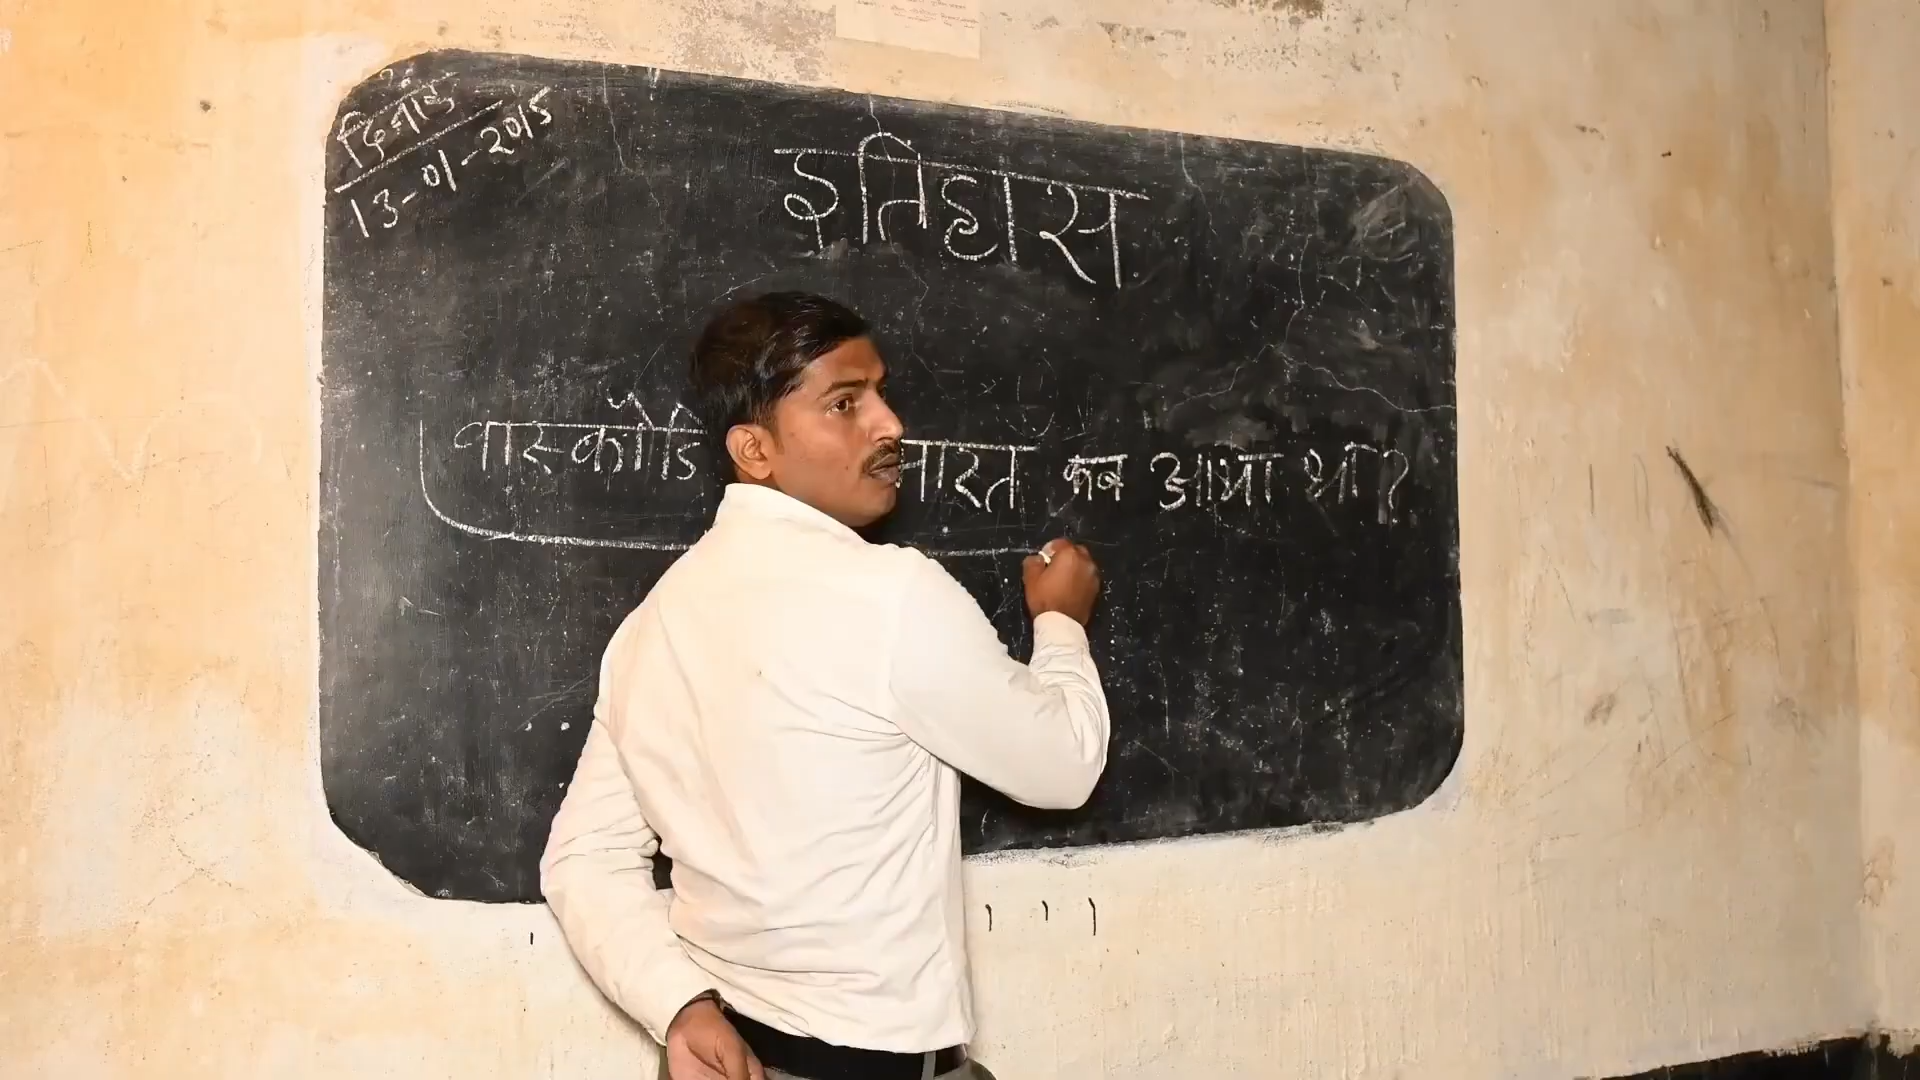 दिनांक
13-01-2015
इतिहास
वास्कोडि भारत कब आया था?